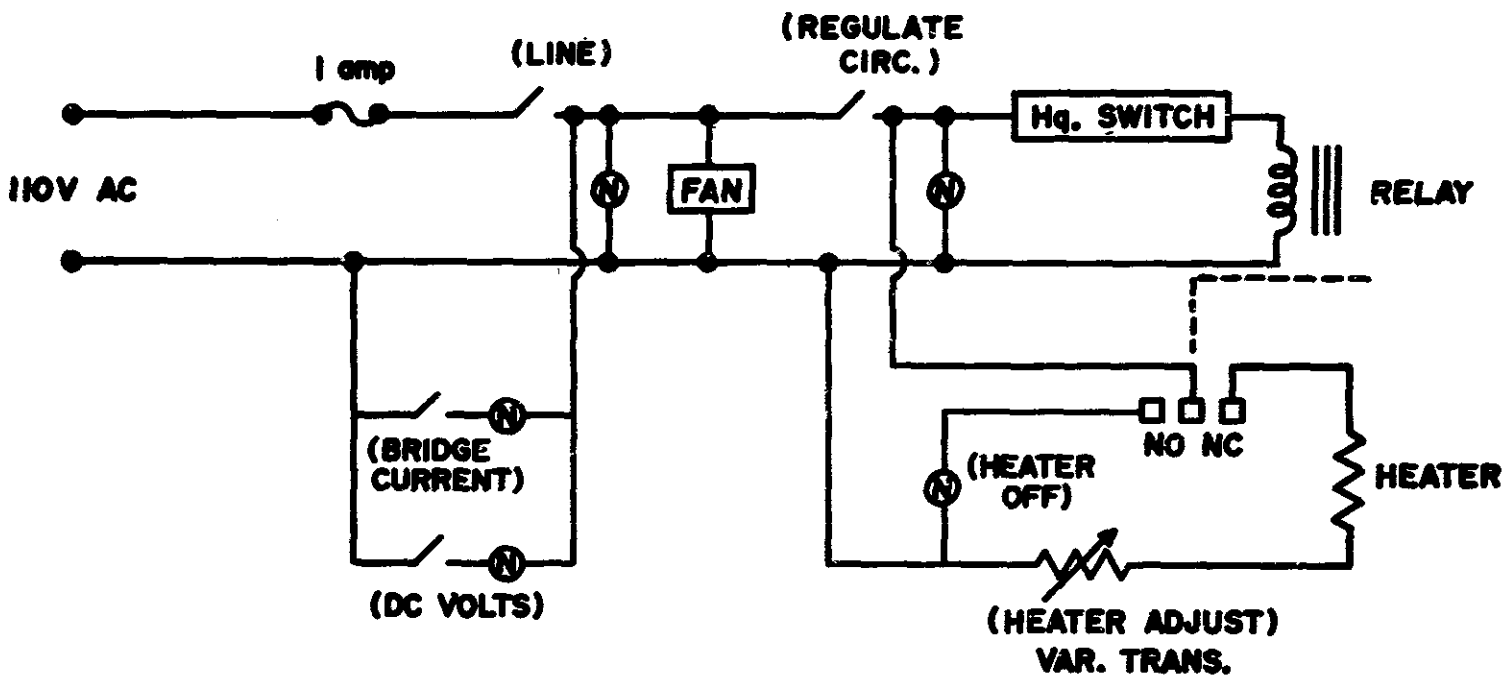 1 amp
(LINE)
(REGULATE
CIRC.)
Hq. SWITCH
110V AC
N
FAN
N
RELAY
N
(BRIDGE
CURRENT)
N
(DC VOLTS)
NO NC
N
(HEATER
OFF)
HEATER
(HEATER ADJUST)
VAR. TRANS.